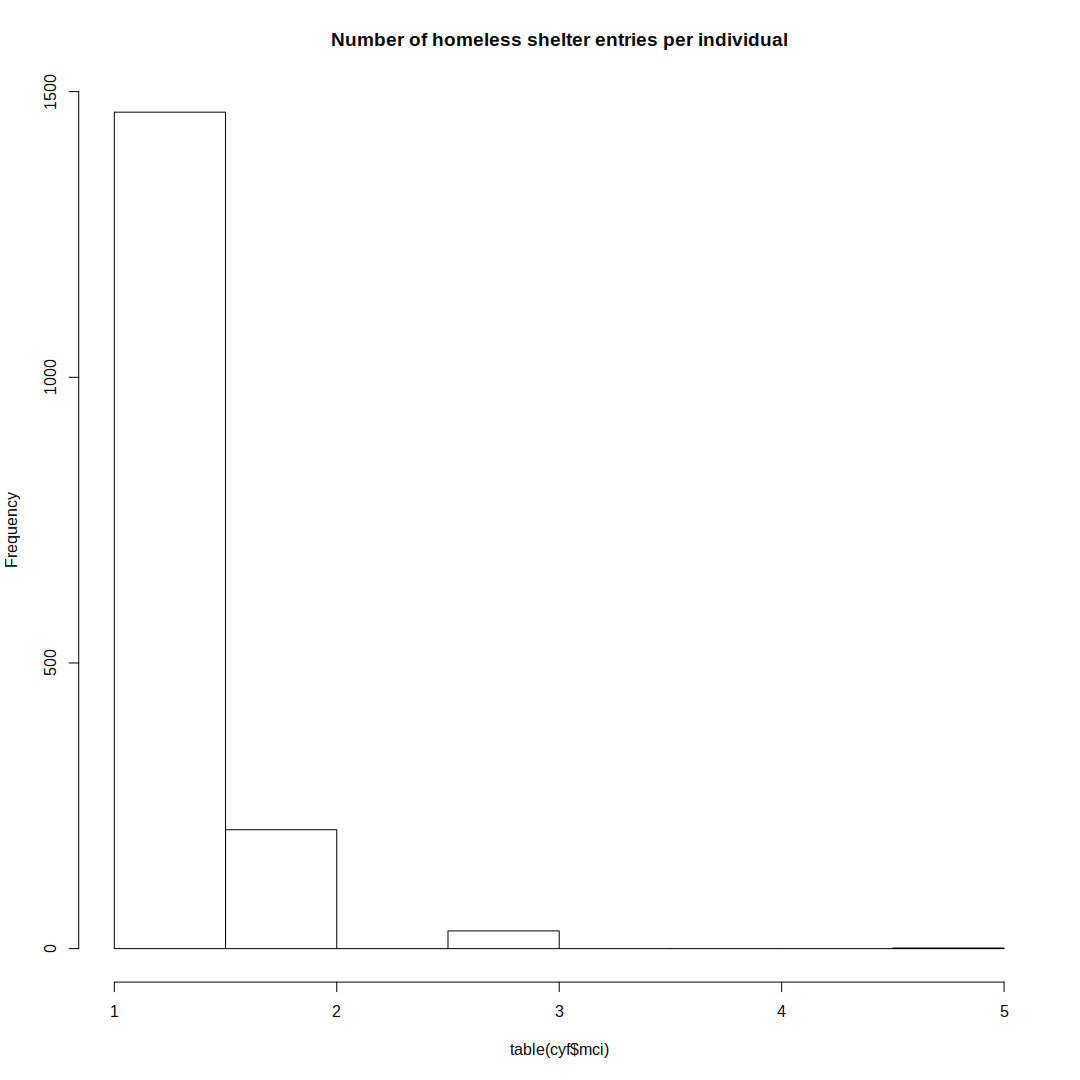 Number of homeless shelter entries per individual
1500
1000
500
0
Frequency
1 2 3 4 5
table(cyf$mci)